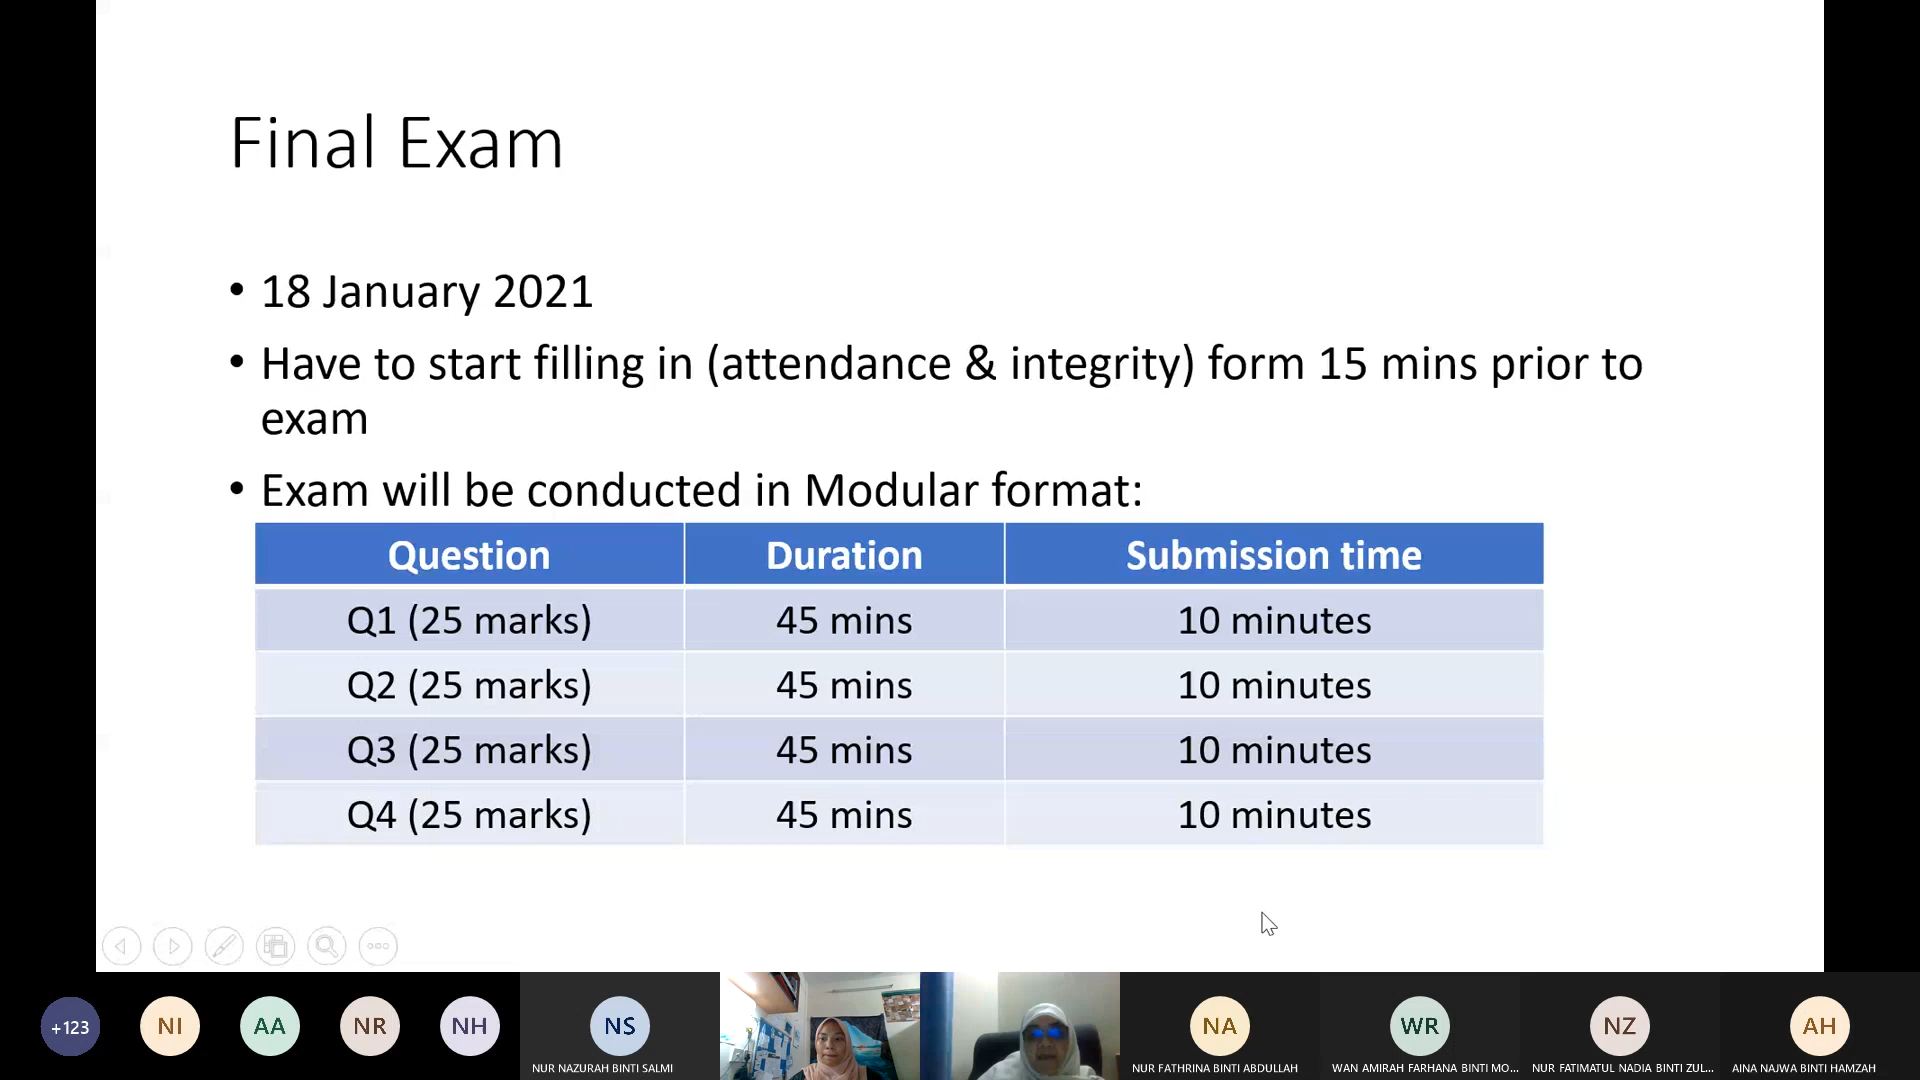 Final Exam
• 18 January 2021
• Have to start filling in (attendance & integrity) form 15 mins prior to
exam
• Exam will be conducted in Modular format:
Question Duration Submission time
Q1 (25 marks) 45 mins 10 minutes
Q2 (25 marks) 45 mins 10 minutes
Q3 (25 marks) 45 mins 10 minutes
Q4 (25 marks) 45 mins 10 minutes
+123 NI AA NR NH NS NA WR NZ AH
NUR NAZURAH BINTI SALMI NUR FATHRINA BINTI ABDULLAH WAN AMIRAH FARHANA BINTI MO... NUR FATIMATUL NADIA BINTI ZUL... AINA NAJWA BINTI HAMZAH